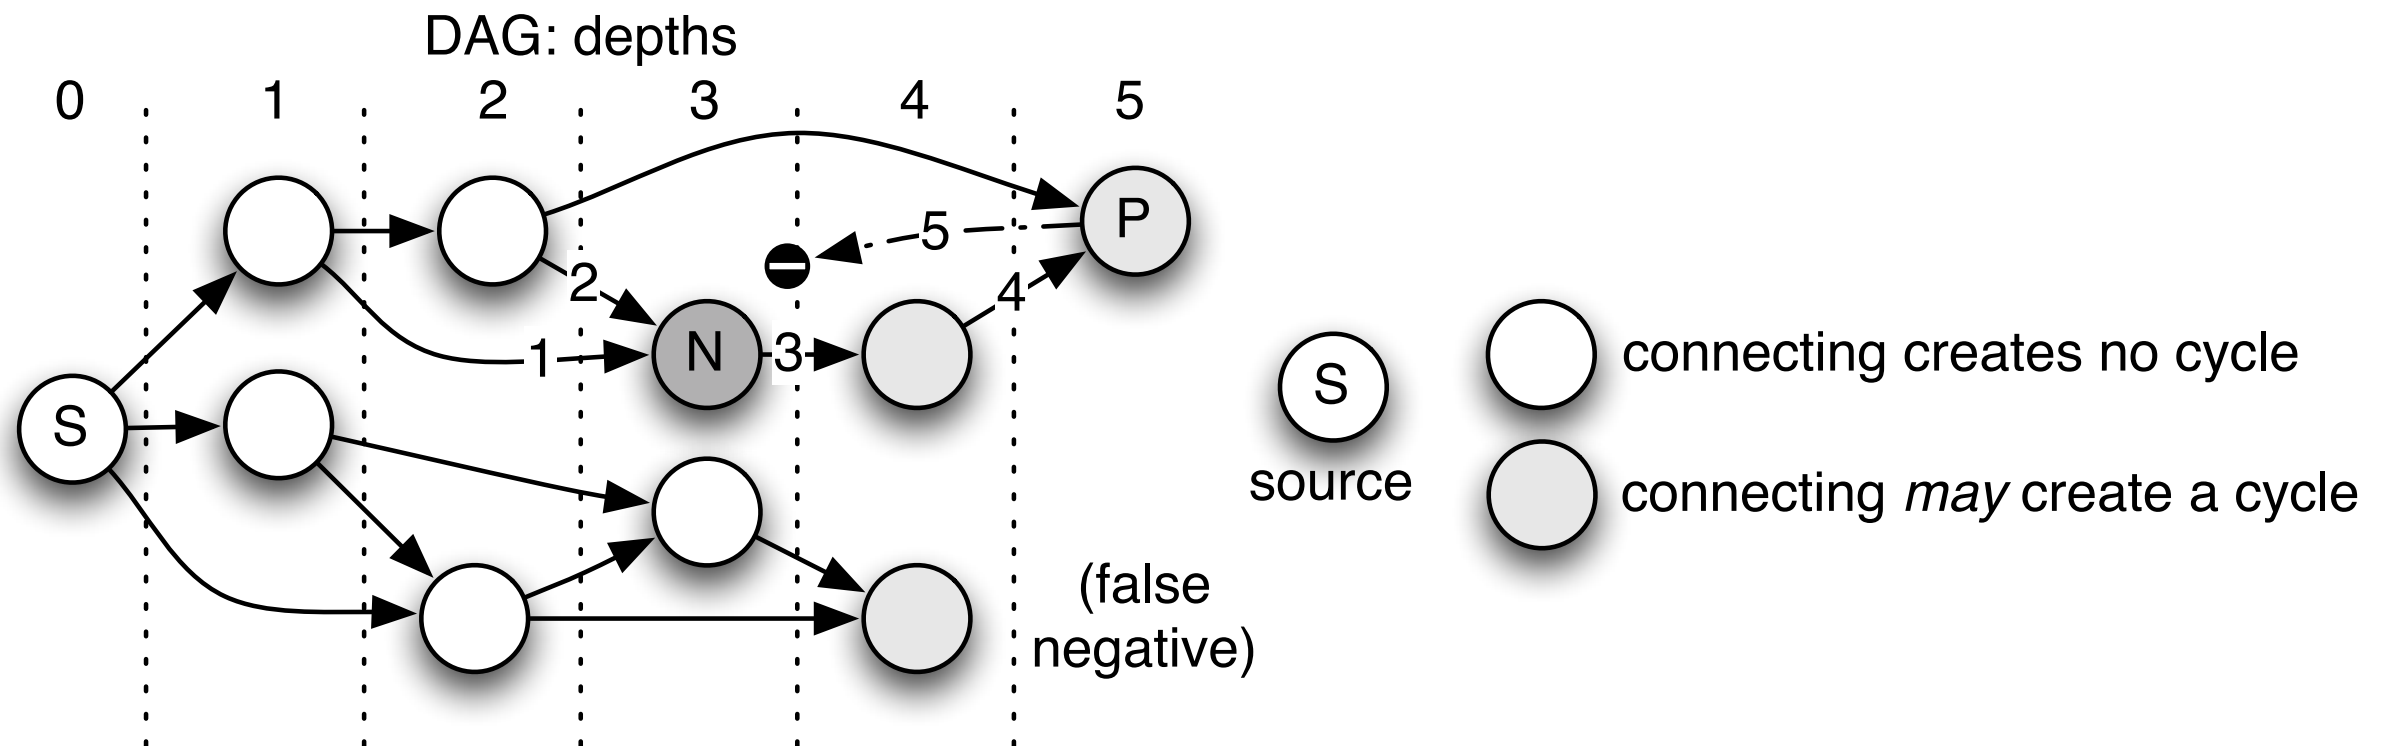 DAG: depths
0 1 2 3 4 5
P
5
2
4
1
N
3
S
S
source
connecting creates no cycle
connecting may create a cycle
(false
negative)